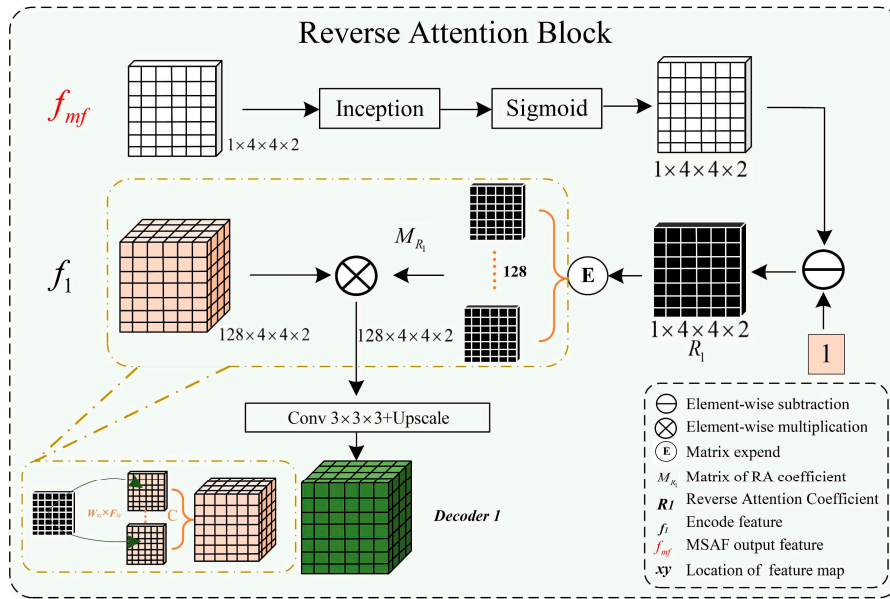 Reverse Attention Block
f_mf
1×4×4×2
Inception
Sigmoid
1×4×4×2
f_1
128×4×4×2
M_R_1
128×4×4×2
128
E
1×4×4×2
R_1
1
Conv 3×3×3+Upscale
W_xy×F_xy
C
Decoder 1
Element-wise subtraction
Element-wise multiplication
E Matrix expend
M_R_1 Matrix of RA coefficient
R1 Reverse Attention Coefficient
f_1 Encode feature
f_mf MSAF output feature
xy Location of feature map